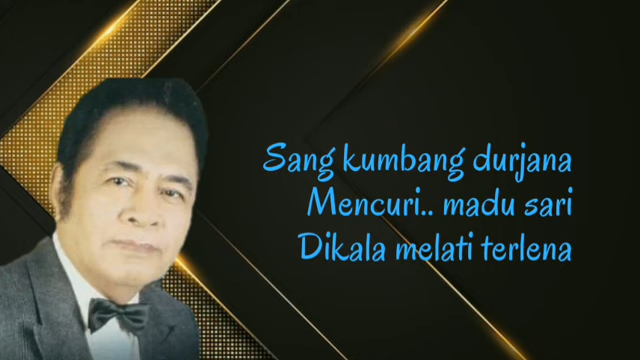 Sang kumbang durjana
Mencuri.. madu sari
Dikala melati terlena